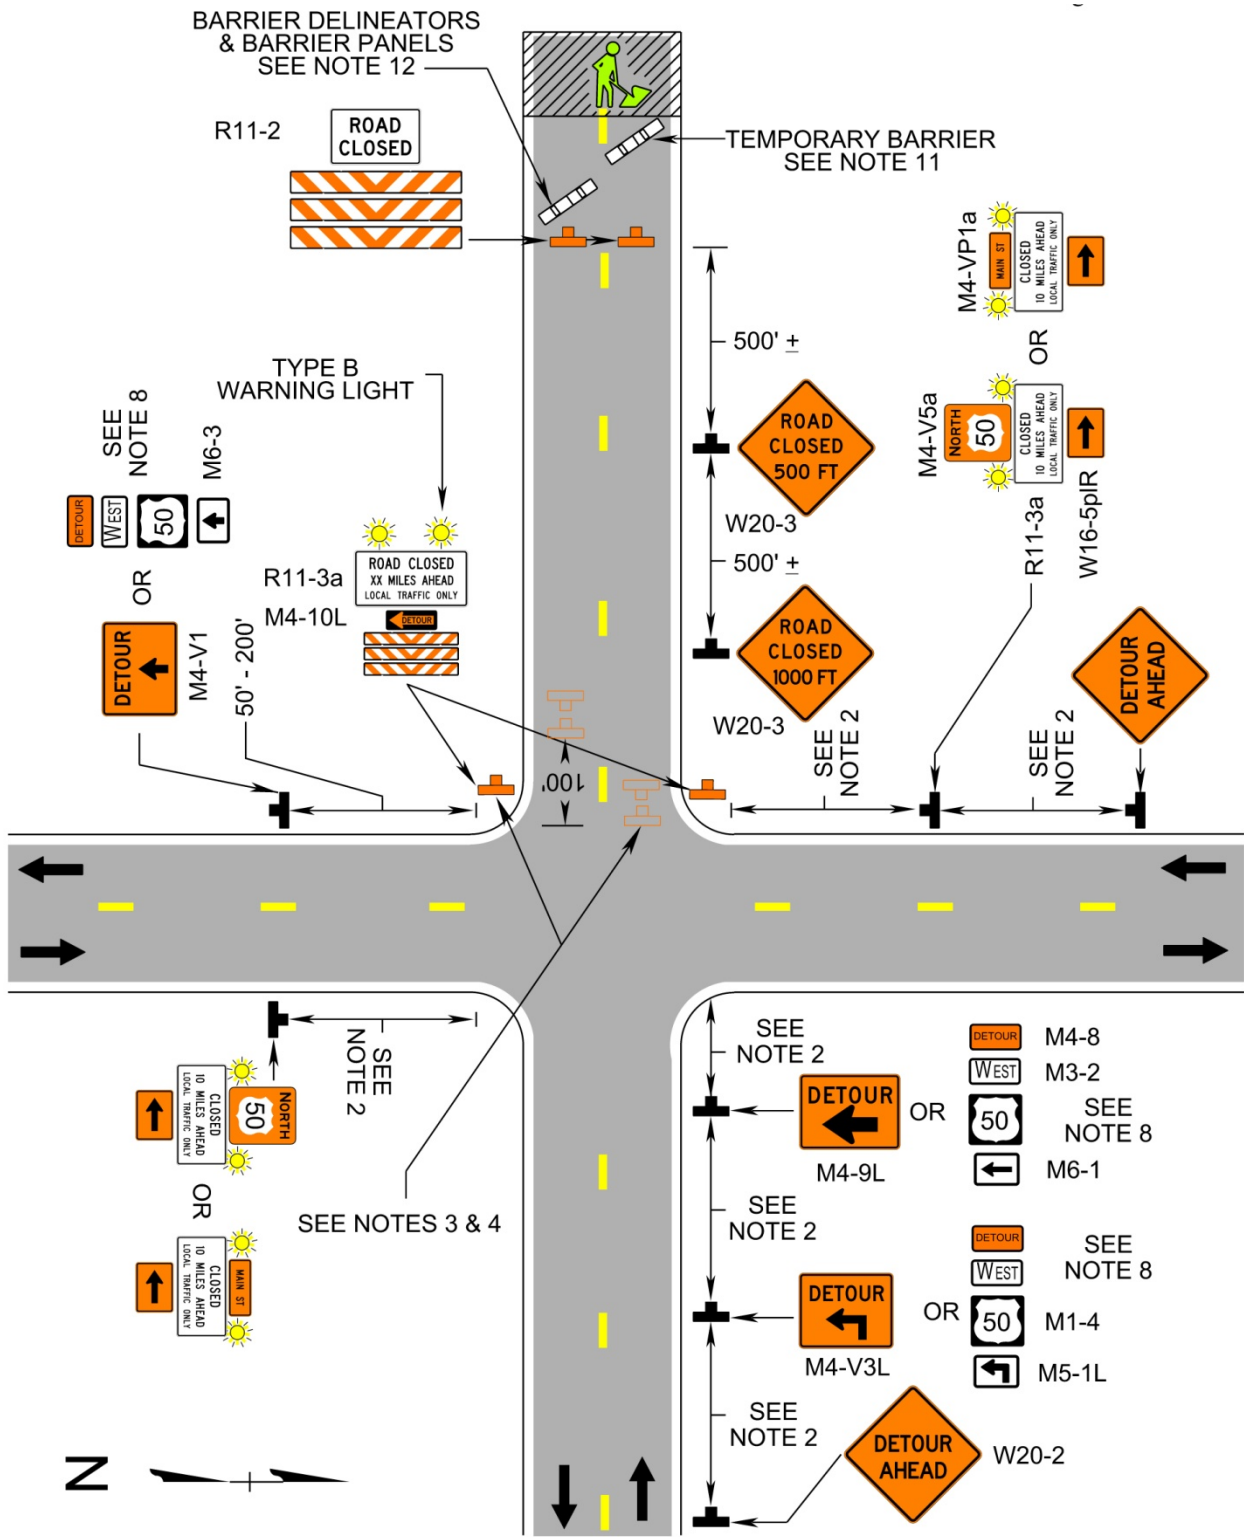 BARRIER DELINEATORS
& BARRIER PANELS
SEE NOTE 12
R11-2
ROAD
CLOSED
TEMPORARY BARRIER
SEE NOTE 11
M4-VP1a
MAIN ST
CLOSED
10 MILES AHEAD
LOCAL TRAFFIC ONLY
OR
500' ±
TYPE B
WARNING LIGHT
ROAD
CLOSED
500 FT
W20-3
M4-V5a
NORTH
50
CLOSED
10 MILES AHEAD
LOCAL TRAFFIC ONLY
R11-3a
W16-5plR
SEE
NOTE 8
M6-3
DETOUR
WEST
50
OR
DETOUR
M4-V1
50' - 200'
R11-3a
ROAD CLOSED
XX MILES AHEAD
LOCAL TRAFFIC ONLY
M4-10L
DETOUR
500' ±
ROAD
CLOSED
1000 FT
W20-3
SEE
NOTE 2
SEE
NOTE 2
DETOUR
AHEAD
100'
SEE
NOTE 2
NORTH
50
CLOSED
10 MILES AHEAD
LOCAL TRAFFIC ONLY
OR
MAIN ST
CLOSED
10 MILES AHEAD
LOCAL TRAFFIC ONLY
SEE NOTES 3 & 4
SEE
NOTE 2
DETOUR
M4-9L
OR
DETOUR
M4-8
WEST
M3-2
50
SEE
NOTE 8
M6-1
SEE
NOTE 2
DETOUR
M4-V3L
OR
DETOUR
WEST
SEE
NOTE 8
50
M1-4
M5-1L
SEE
NOTE 2
DETOUR
AHEAD
W20-2
N